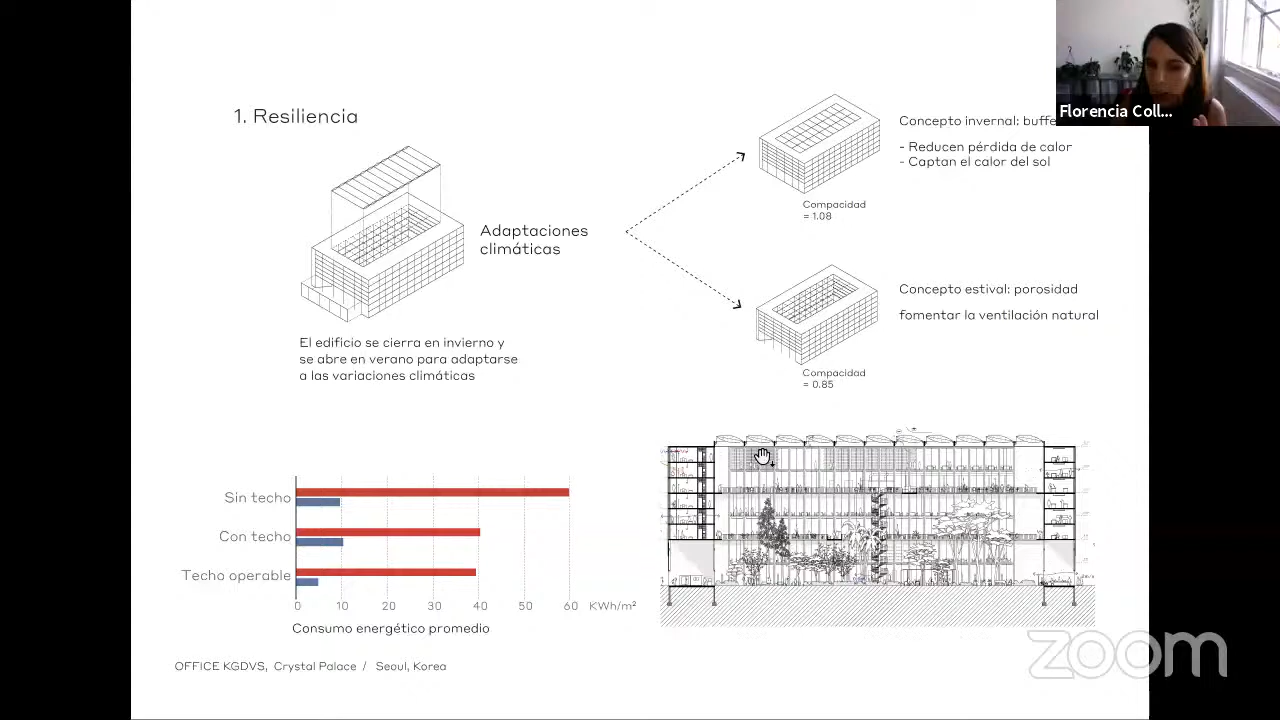 1. Resiliencia
Adaptaciones
climáticas
El edificio se cierra en invierno y
se abre en verano para adaptarse
a las variaciones climáticas
Concepto invernal: buffe
- Reducen pérdida de calor
- Captan el calor del sol
Compacidad
= 1.08
Concepto estival: porosidad
fomentar la ventilación natural
Compacidad
= 0.85
Sin techo
Con techo
Techo operable
0 10 20 30 40 50 60 KWh/m²
Consumo energético promedio
OFFICE KGDVS, Crystal Palace / Seoul, Korea
Florencia Coll...
zoom